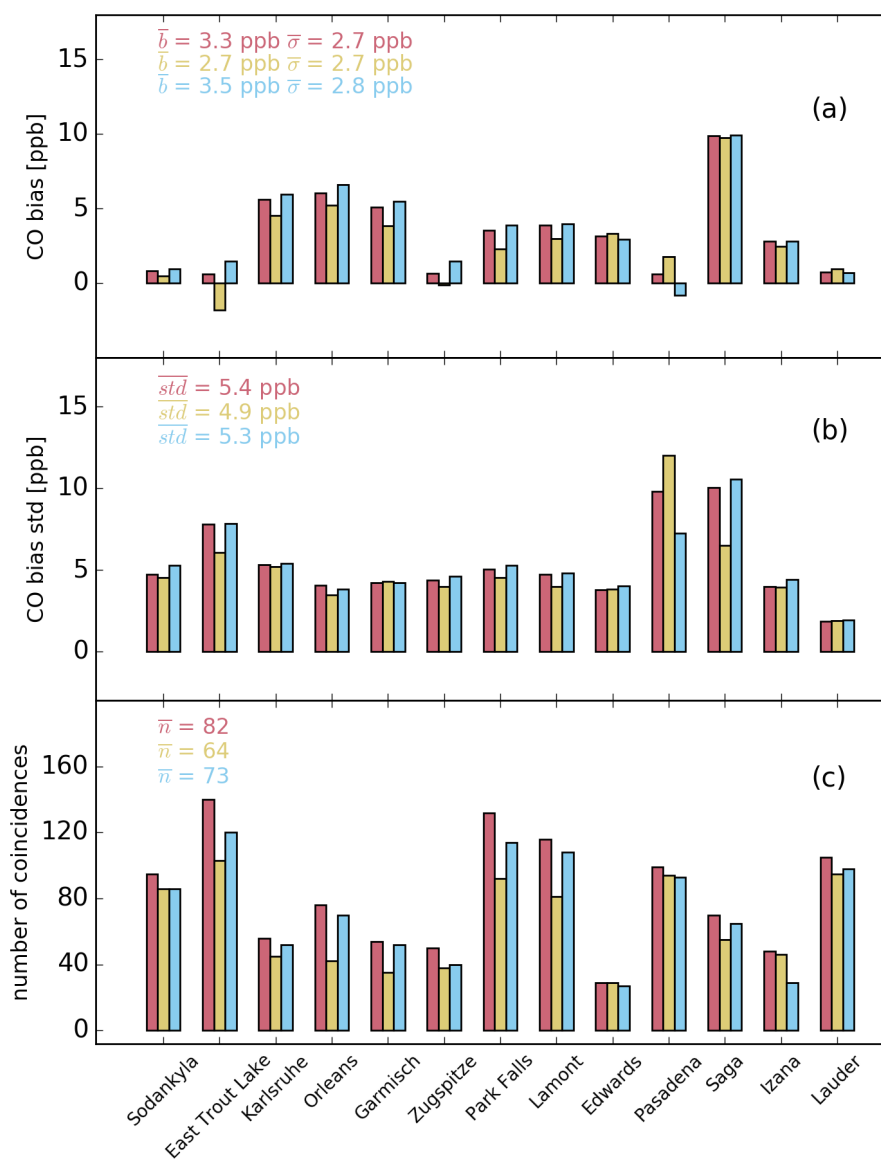 b̅ = 3.3 ppb σ̅ = 2.7 ppb
b̅ = 2.7 ppb σ̅ = 2.7 ppb
b̅ = 3.5 ppb σ̅ = 2.8 ppb
(a)
15
10
5
0
CO bias [ppb]
s̅t̅d̅ = 5.4 ppb
s̅t̅d̅ = 4.9 ppb
s̅t̅d̅ = 5.3 ppb
(b)
15
10
5
0
CO bias std [ppb]
n̅ = 82
n̅ = 64
n̅ = 73
(c)
160
120
80
40
0
number of coincidences
Sodankyla
East Trout Lake
Karlsruhe
Orleans
Garmisch
Zugspitze
Park Falls
Lamont
Edwards
Pasadena
Saga
Izana
Lauder